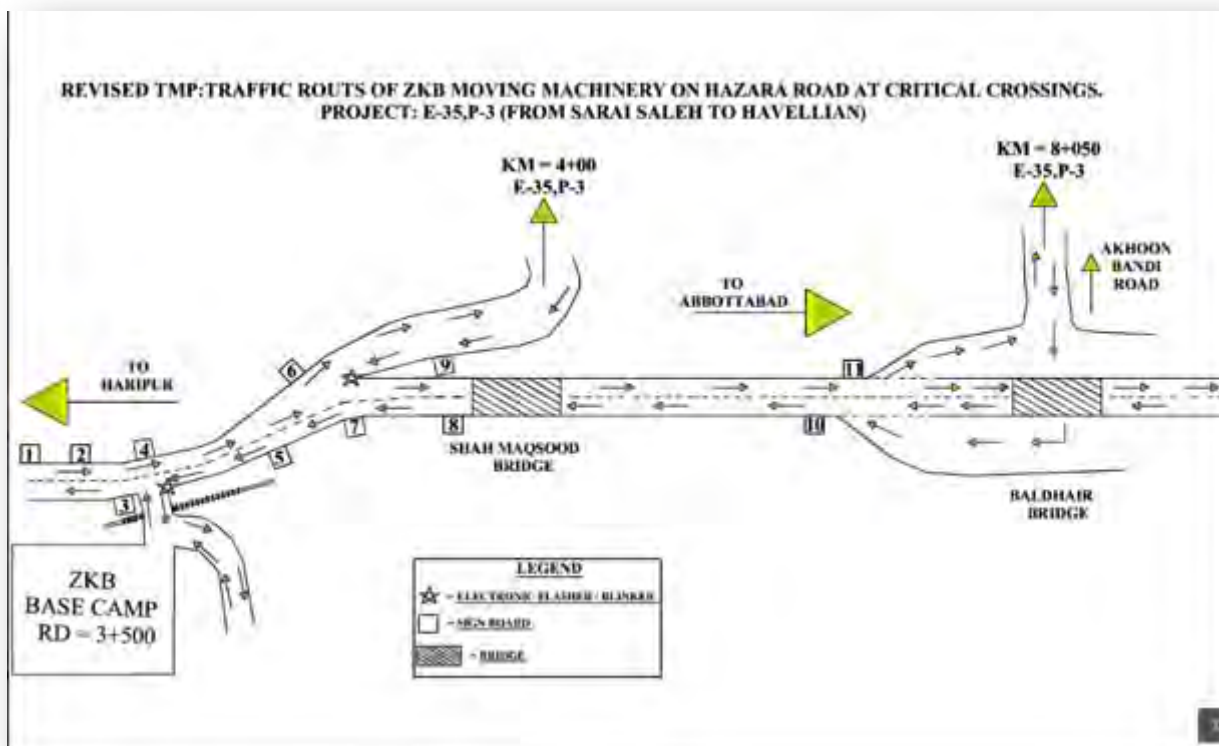 REVISED TMP:TRAFFIC ROUTS OF ZKB MOVING MACHINERY ON HAZARA ROAD AT CRITICAL CROSSINGS.
PROJECT: E-35,P-3 (FROM SARAI SALEH TO HAVELLIAN)
KM = 4+00
E-35,P-3
KM = 8+050
E-35,P-3
AKHOON
BANDI
ROAD
TO
ABBOTTABAD
TO
HARIPUR
1
2
3
4
5
6
7
8
9
10
11
SHAH MAQSOOD
BRIDGE
BALDHAIR
BRIDGE
ZKB
BASE CAMP
RD = 3+500
LEGEND
= ELECTRONIC FLASHER / BLINKER
= SIGN BOARD
= BRIDGE